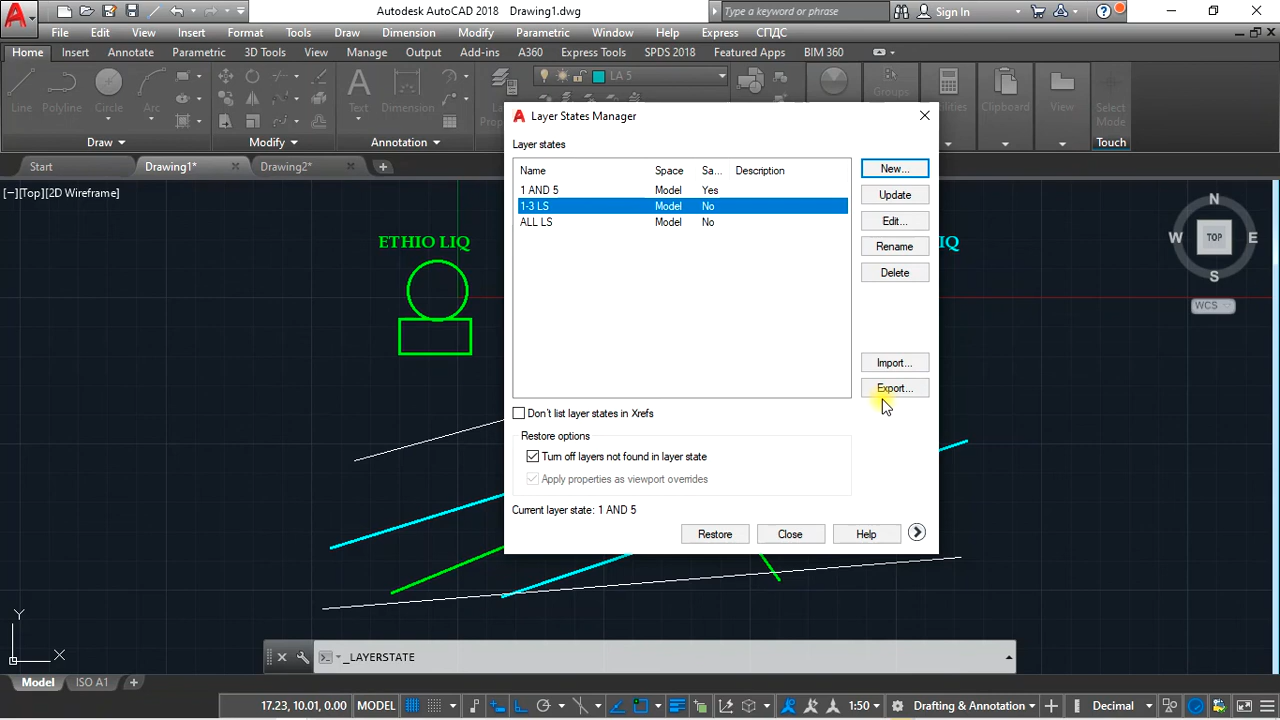 Autodesk AutoCAD 2018 Drawing1.dwg
Type a keyword or phrase
Sign In
File Edit View Insert Format Tools Draw Dimension Modify Parametric Window Help Express СПДС
Home Insert Annotate Parametric 3D Tools View Manage Output Add-ins A360 Express Tools SPDS 2018 Featured Apps BIM 360
LA 5
Line Polyline Circle Arc Text Dimension Groups Clipboard View Select Mode
Draw Modify Annotation Touch
Start Drawing1* Drawing2*
[−][Top][2D Wireframe]
Layer States Manager
Layer states
Name Space Sa... Description
1 AND 5 Model Yes
1-3 LS Model No
ALL LS Model No
New...
Update
Edit...
Rename
Delete
Import...
Export...
Don't list layer states in Xrefs
Restore options
Turn off layers not found in layer state
Apply properties as viewport overrides
Current layer state: 1 AND 5
Restore Close Help
ETHIO LIQ
IQ
N
W TOP E
S
WCS
Y
X
_LAYERSTATE
Model ISO A1
17.23, 10.01, 0.00 MODEL 1:50 Drafting & Annotation Decimal